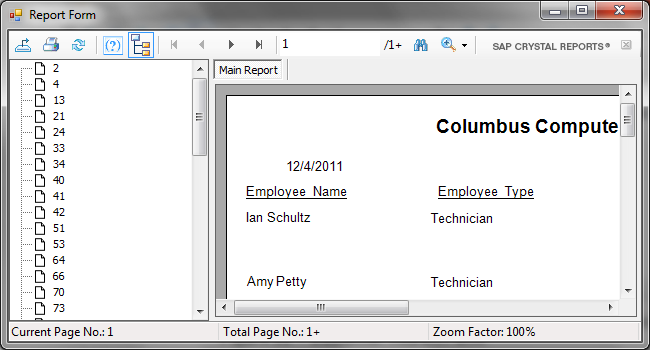 Report Form
1 /1+ SAP CRYSTAL REPORTS®
2
4
13
21
24
33
34
40
41
42
51
53
64
66
70
73
Main Report
Columbus Compute
12/4/2011
Employee Name Employee Type
Ian Schultz Technician
Amy Petty Technician
Current Page No.: 1 Total Page No.: 1+ Zoom Factor: 100%